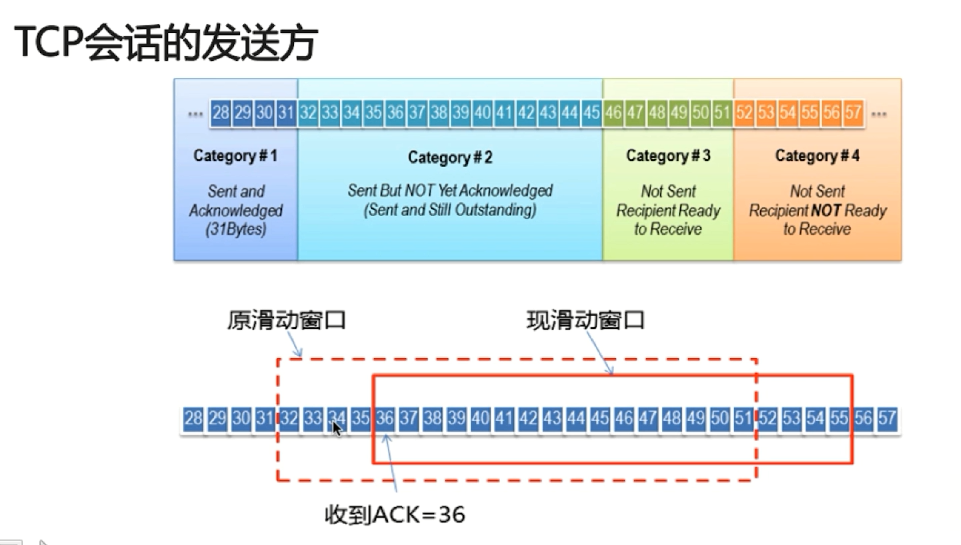 TCP会话的发送方
... 28 29 30 31 32 33 34 35 36 37 38 39 40 41 42 43 44 45 46 47 48 49 50 51 52 53 54 55 56 57 ...
Category # 1
Sent and
Acknowledged
(31Bytes)
Category # 2
Sent But NOT Yet Acknowledged
(Sent and Still Outstanding)
Category # 3
Not Sent
Recipient Ready
to Receive
Category # 4
Not Sent
Recipient NOT Ready
to Receive
原滑动窗口
现滑动窗口
28 29 30 31 32 33 34 35 36 37 38 39 40 41 42 43 44 45 46 47 48 49 50 51 52 53 54 55 56 57
收到ACK=36